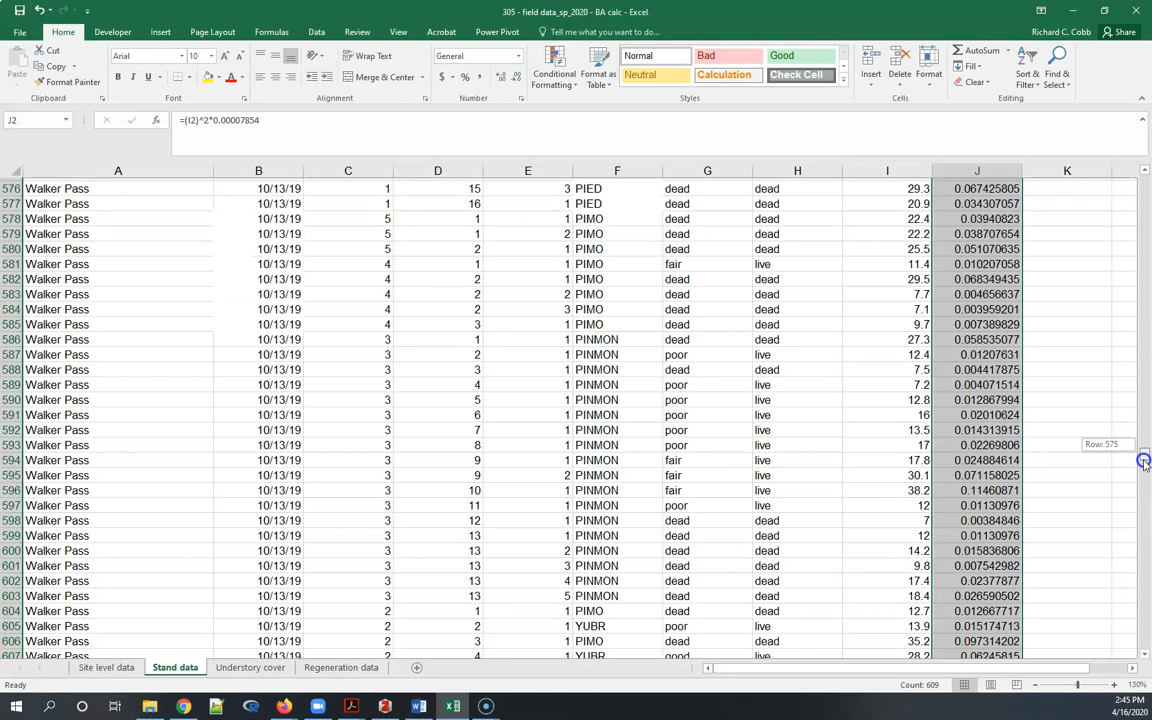 305 - field data_sp_2020 - BA calc - Excel
File Home Developer Insert Page Layout Formulas Data Review View Acrobat Power Pivot Tell me what you want to do... Richard C. Cobb Share
Cut Arial 10 Wrap Text General Normal Bad Good AutoSum
Copy Fill
Paste Format Painter B I U A Merge & Center $ % , Conditional Formatting Format as Table Neutral Calculation Check Cell Insert Delete Format Clear Sort & Filter Find & Select
Clipboard Font Alignment Number Styles Cells Editing
J2 fx =(I2)^2*0.00007854
A B C D E F G H I J K
576 Walker Pass 10/13/19 1 15 3 PIED dead dead 29.3 0.067425805
577 Walker Pass 10/13/19 1 16 1 PIED dead dead 20.9 0.034307057
578 Walker Pass 10/13/19 5 1 1 PIMO dead dead 22.4 0.03940823
579 Walker Pass 10/13/19 5 1 2 PIMO dead dead 22.2 0.038707654
580 Walker Pass 10/13/19 5 2 1 PIMO dead dead 25.5 0.051070635
581 Walker Pass 10/13/19 4 1 1 PIMO fair live 11.4 0.010207058
582 Walker Pass 10/13/19 4 2 1 PIMO dead dead 29.5 0.068349435
583 Walker Pass 10/13/19 4 2 2 PIMO dead dead 7.7 0.004656637
584 Walker Pass 10/13/19 4 2 3 PIMO dead dead 7.1 0.003959201
585 Walker Pass 10/13/19 4 3 1 PIMO dead dead 9.7 0.007389829
586 Walker Pass 10/13/19 3 1 1 PINMON dead dead 27.3 0.058535077
587 Walker Pass 10/13/19 3 2 1 PINMON poor live 12.4 0.01207631
588 Walker Pass 10/13/19 3 3 1 PINMON dead dead 7.5 0.004417875
589 Walker Pass 10/13/19 3 4 1 PINMON poor live 7.2 0.004071514
590 Walker Pass 10/13/19 3 5 1 PINMON poor live 12.8 0.012867994
591 Walker Pass 10/13/19 3 6 1 PINMON poor live 16 0.02010624
592 Walker Pass 10/13/19 3 7 1 PINMON poor live 13.5 0.014313915
593 Walker Pass 10/13/19 3 8 1 PINMON poor live 17 0.02269806 Row: 575
594 Walker Pass 10/13/19 3 9 1 PINMON fair live 17.8 0.024884614
595 Walker Pass 10/13/19 3 9 2 PINMON fair live 30.1 0.071158025
596 Walker Pass 10/13/19 3 10 1 PINMON fair live 38.2 0.11460871
597 Walker Pass 10/13/19 3 11 1 PINMON poor live 12 0.01130976
598 Walker Pass 10/13/19 3 12 1 PINMON dead dead 7 0.00384846
599 Walker Pass 10/13/19 3 13 1 PINMON dead dead 12 0.01130976
600 Walker Pass 10/13/19 3 13 2 PINMON dead dead 14.2 0.015836806
601 Walker Pass 10/13/19 3 13 3 PINMON dead dead 9.8 0.007542982
602 Walker Pass 10/13/19 3 13 4 PINMON dead dead 17.4 0.02377877
603 Walker Pass 10/13/19 3 13 5 PINMON dead dead 18.4 0.026590502
604 Walker Pass 10/13/19 2 1 1 PIMO dead dead 12.7 0.012667717
605 Walker Pass 10/13/19 2 2 1 YUBR poor live 13.9 0.015174713
606 Walker Pass 10/13/19 2 3 1 PIMO dead dead 35.2 0.097314202
607 Walker Pass 10/13/19 2 4 1 YUBR good live 28.2 0.06245815
Site level data Stand data Understory cover Regeneration data
Ready Count: 609 130%
2:45 PM
4/16/2020